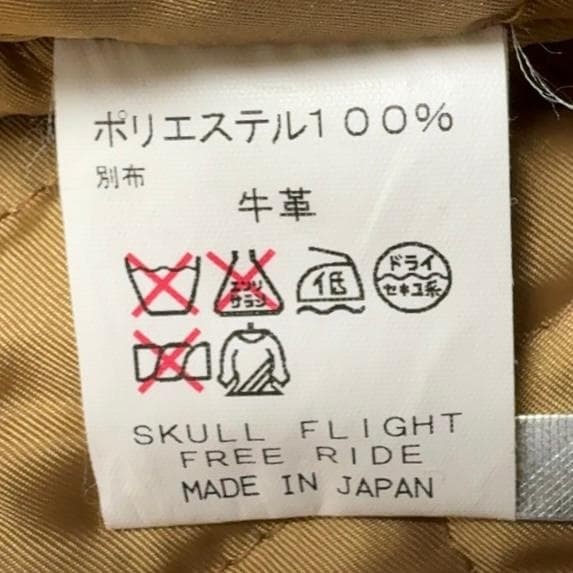 ポリエステル１００％
別布
牛革
エンソ
サラシ
低
ドライ
セキユ系
SKULL FLIGHT
FREE RIDE
MADE IN JAPAN